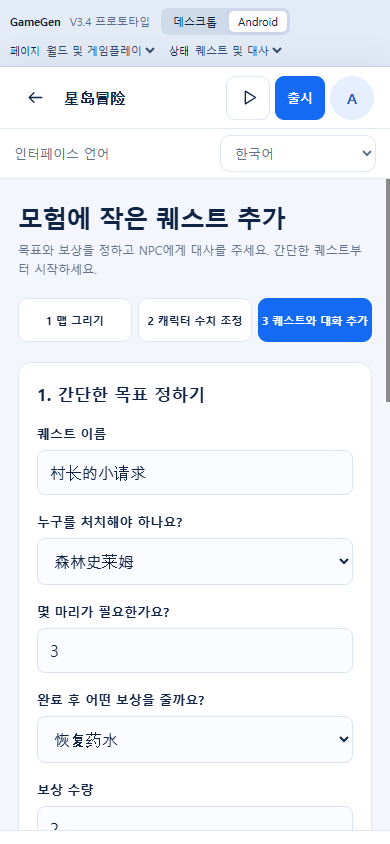 GameGen V3.4 프로토타입 데스크톱 Android
페이지 월드 및 게임플레이 상태 퀘스트 및 대사
← 星岛冒险 출시 A
인터페이스 언어 한국어
모험에 작은 퀘스트 추가
목표와 보상을 정하고 NPC에게 대사를 주세요. 간단한 퀘스트부
터 시작하세요.
1 맵 그리기 2 캐릭터 수치 조정 3 퀘스트와 대화 추가
1. 간단한 목표 정하기
퀘스트 이름
村长的小请求
누구를 처치해야 하나요?
森林史莱姆
몇 마리가 필요한가요?
3
완료 후 어떤 보상을 줄까요?
恢复药水
보상 수량
2